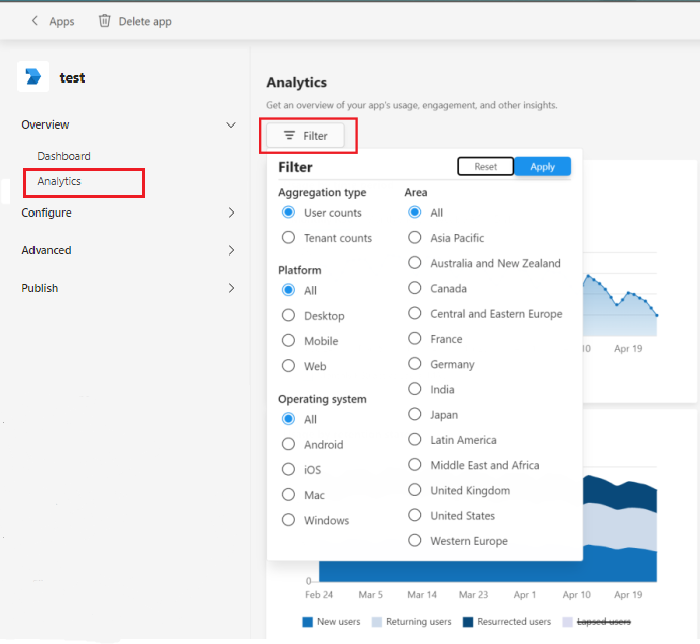 Apps Delete app
test
Overview
Dashboard
Analytics
Configure
Advanced
Publish
Analytics
Get an overview of your app's usage, engagement, and other insights.
Filter
Filter Reset Apply
Aggregation type
User counts
Tenant counts
Platform
All
Desktop
Mobile
Web
Operating system
All
Android
iOS
Mac
Windows
Area
All
Asia Pacific
Australia and New Zealand
Canada
Central and Eastern Europe
France
Germany
India
Japan
Latin America
Middle East and Africa
United Kingdom
United States
Western Europe
10 Apr 19
0
Feb 24 Mar 5 Mar 14 Mar 23 Apr 1 Apr 10 Apr 19
New users Returning users Resurrected users Lapsed users